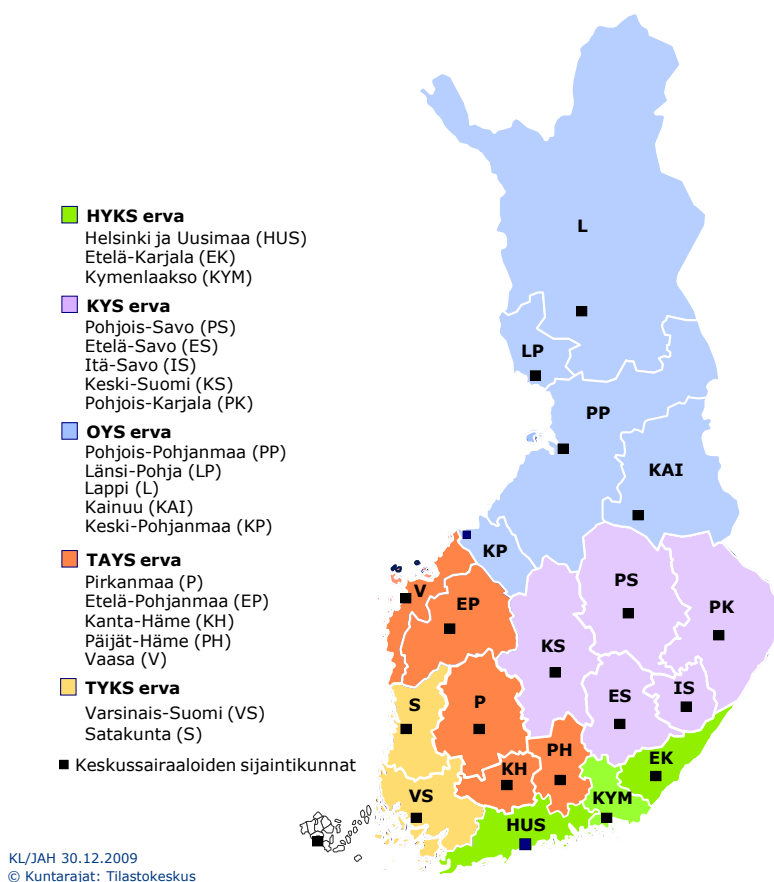 HYKS erva
Helsinki ja Uusimaa (HUS)
Etelä-Karjala (EK)
Kymenlaakso (KYM)
KYS erva
Pohjois-Savo (PS)
Etelä-Savo (ES)
Itä-Savo (IS)
Keski-Suomi (KS)
Pohjois-Karjala (PK)
OYS erva
Pohjois-Pohjanmaa (PP)
Länsi-Pohja (LP)
Lappi (L)
Kainuu (KAI)
Keski-Pohjanmaa (KP)
TAYS erva
Pirkanmaa (P)
Etelä-Pohjanmaa (EP)
Kanta-Häme (KH)
Päijät-Häme (PH)
Vaasa (V)
TYKS erva
Varsinais-Suomi (VS)
Satakunta (S)
Keskussairaaloiden sijaintikunnat
L
LP
PP
KAI
KP
V
EP
PS
PK
KS
ES
IS
S
P
PH
KH
EK
VS
KYM
HUS
KL/JAH 30.12.2009
© Kuntarajat: Tilastokeskus